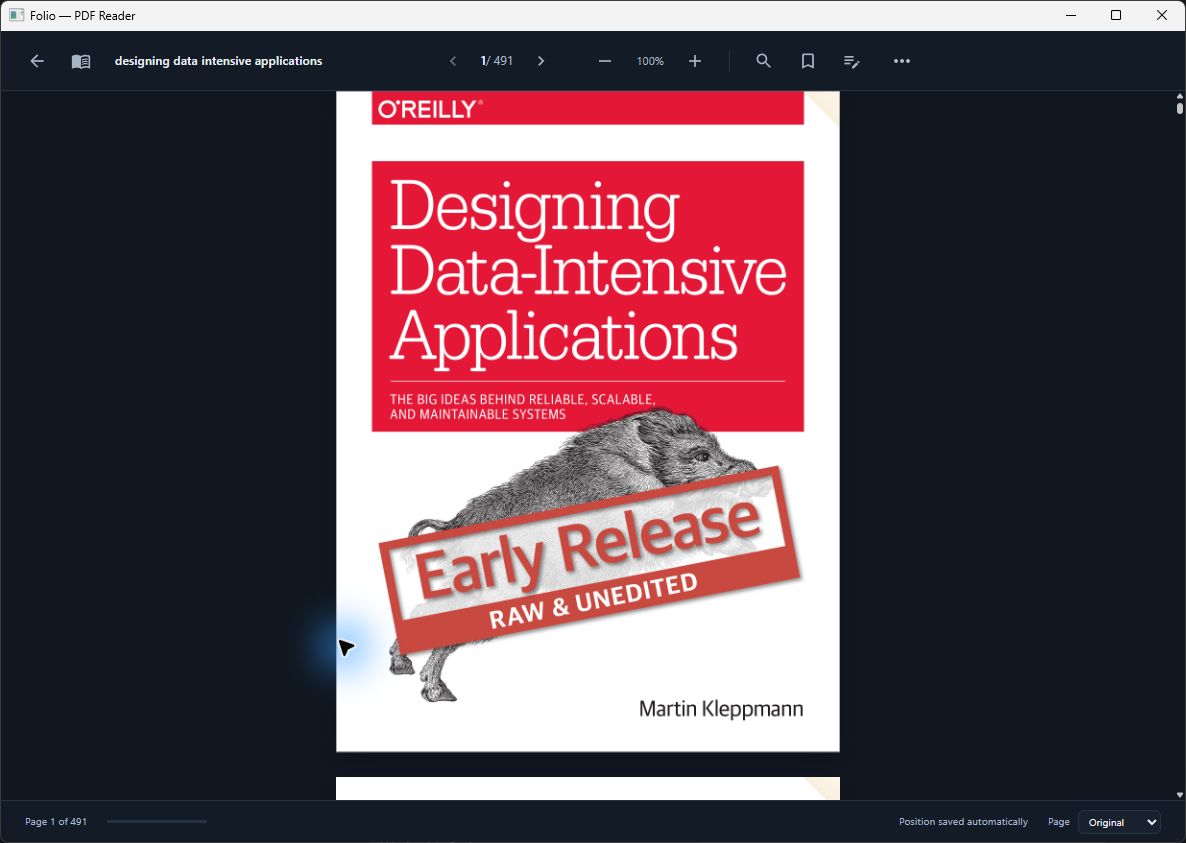 Folio — PDF Reader
designing data intensive applications
1/ 491
100%
O'REILLY®
Designing
Data-Intensive
Applications
THE BIG IDEAS BEHIND RELIABLE, SCALABLE,
AND MAINTAINABLE SYSTEMS
Early Release
RAW & UNEDITED
Martin Kleppmann
Page 1 of 491
Position saved automatically
Page
Original